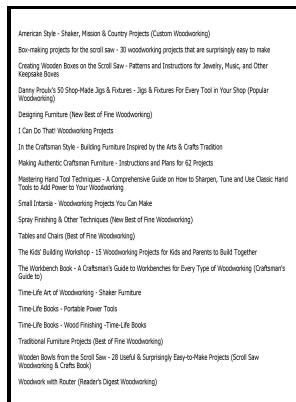 American Style - Shaker, Mission & Country Projects (Custom Woodworking)
Box-making projects for the scroll saw - 30 woodworking projects that are surprisingly easy to make
Creating Wooden Boxes on the Scroll Saw - Patterns and Instructions for Jewelry, Music, and Other
Keepsake Boxes
Danny Proulx's 50 Shop-Made Jigs & Fixtures - Jigs & Fixtures For Every Tool in Your Shop (Popular
Woodworking)
Designing Furniture (New Best of Fine Woodworking)
I Can Do That! Woodworking Projects
In the Craftsman Style - Building Furniture Inspired by the Arts & Crafts Tradition
Making Authentic Craftsman Furniture - Instructions and Plans for 62 Projects
Mastering Hand Tool Techniques - A Comprehensive Guide on How to Sharpen, Tune and Use Classic Hand
Tools to Add Power to Your Woodworking
Small Intarsia - Woodworking Projects You Can Make
Spray Finishing & Other Techniques (New Best of Fine Woodworking)
Tables and Chairs (Best of Fine Woodworking)
The Kids' Building Workshop - 15 Woodworking Projects for Kids and Parents to Build Together
The Workbench Book - A Craftsman's Guide to Workbenches for Every Type of Woodworking (Craftsman's
Guide to)
Time-Life Art of Woodworking - Shaker Furniture
Time-Life Books - Portable Power Tools
Time-Life Books - Wood Finishing -Time-Life Books
Traditional Furniture Projects (Best of Fine Woodworking)
Wooden Bowls from the Scroll Saw - 28 Useful & Surprisingly Easy-to-Make Projects (Scroll Saw
Woodworking & Crafts Book)
Woodwork with Router (Reader's Digest Woodworking)